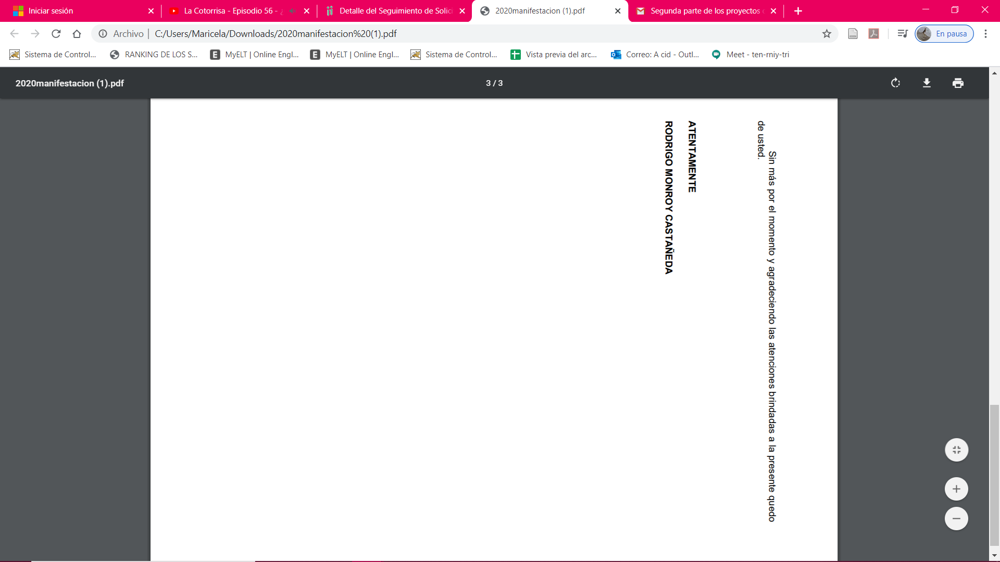 Iniciar sesión
La Cotorrisa - Episodio 56 - ¿
Detalle del Seguimiento de Solici
2020manifestacion (1).pdf
Segunda parte de los proyectos
Archivo
C:/Users/Maricela/Downloads/2020manifestacion%20(1).pdf
En pausa
Sistema de Control...
RANKING DE LOS S...
MyELT | Online Engl...
MyELT | Online Engl...
Sistema de Control...
Vista previa del arc...
Correo: A cid - Outl...
Meet - ten-rniy-tri
2020manifestacion (1).pdf
3 / 3
Sin más por el momento y agradeciendo las atenciones brindadas a la presente quedo
de usted.
ATENTAMENTE
RODRIGO MONROY CASTAÑEDA